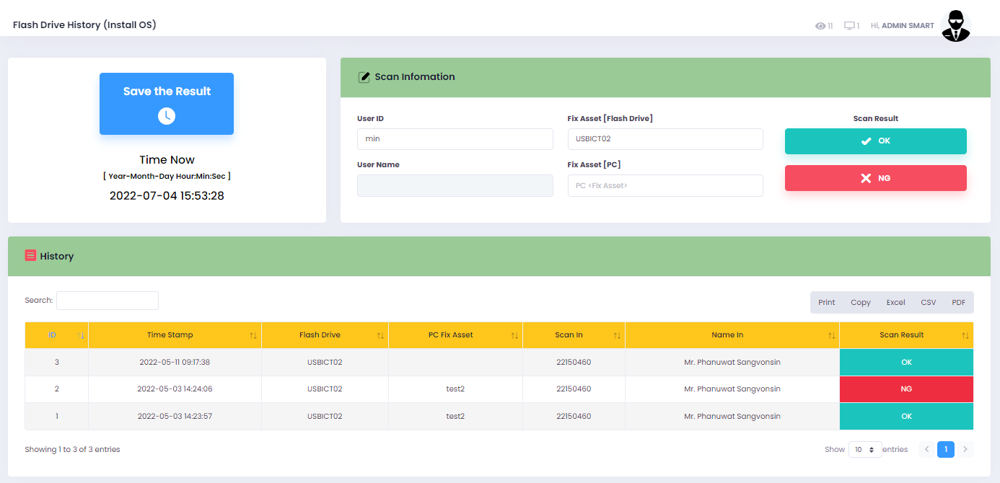 Flash Drive History (Install OS)
11 1 Hi, ADMIN SMART
Save the Result
Time Now
[ Year-Month-Day Hour:Min:Sec ]
2022-07-04 15:53:28
Scan Infomation
User ID
min
User Name
Fix Asset [Flash Drive]
USBICT02
Fix Asset [PC]
PC <Fix Asset>
Scan Result
OK
NG
History
Search:
Print Copy Excel CSV PDF
ID Time Stamp Flash Drive PC Fix Asset Scan In Name In Scan Result
3 2022-05-11 09:17:38 USBICT02 22150460 Mr. Phanuwat Sangvonsin OK
2 2022-05-03 14:24:06 USBICT02 test2 22150460 Mr. Phanuwat Sangvonsin NG
1 2022-05-03 14:23:57 USBICT02 test2 22150460 Mr. Phanuwat Sangvonsin OK
Showing 1 to 3 of 3 entries
Show 10 entries
1